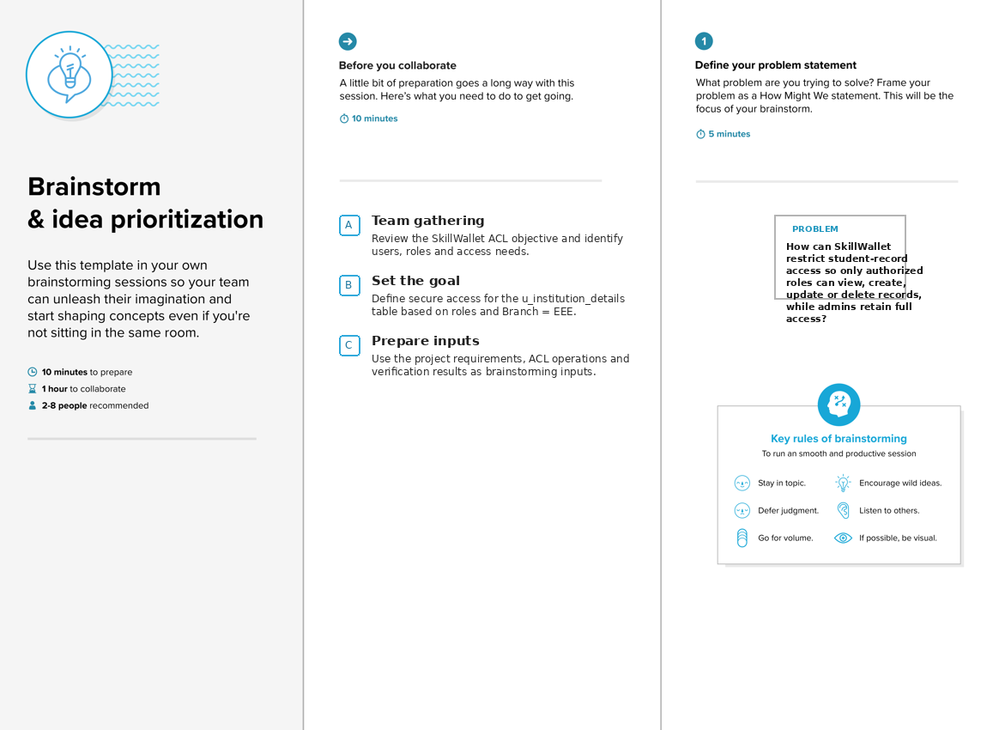 Brainstorm
& idea prioritization
Use this template in your own
brainstorming sessions so your team
can unleash their imagination and
start shaping concepts even if you're
not sitting in the same room.
10 minutes to prepare
1 hour to collaborate
2-8 people recommended
Before you collaborate
A little bit of preparation goes a long way with this
session. Here's what you need to do to get going.
10 minutes
A
Team gathering
Review the SkillWallet ACL objective and identify
users, roles and access needs.
B
Set the goal
Define secure access for the u_institution_details
table based on roles and Branch = EEE.
C
Prepare inputs
Use the project requirements, ACL operations and
verification results as brainstorming inputs.
1
Define your problem statement
What problem are you trying to solve? Frame your
problem as a How Might We statement. This will be the
focus of your brainstorm.
5 minutes
PROBLEM
How can SkillWallet
restrict student-record
access so only authorized
roles can view, create,
update or delete records,
while admins retain full
access?
Key rules of brainstorming
To run an smooth and productive session
Stay in topic.
Encourage wild ideas.
Defer judgment.
Listen to others.
Go for volume.
If possible, be visual.